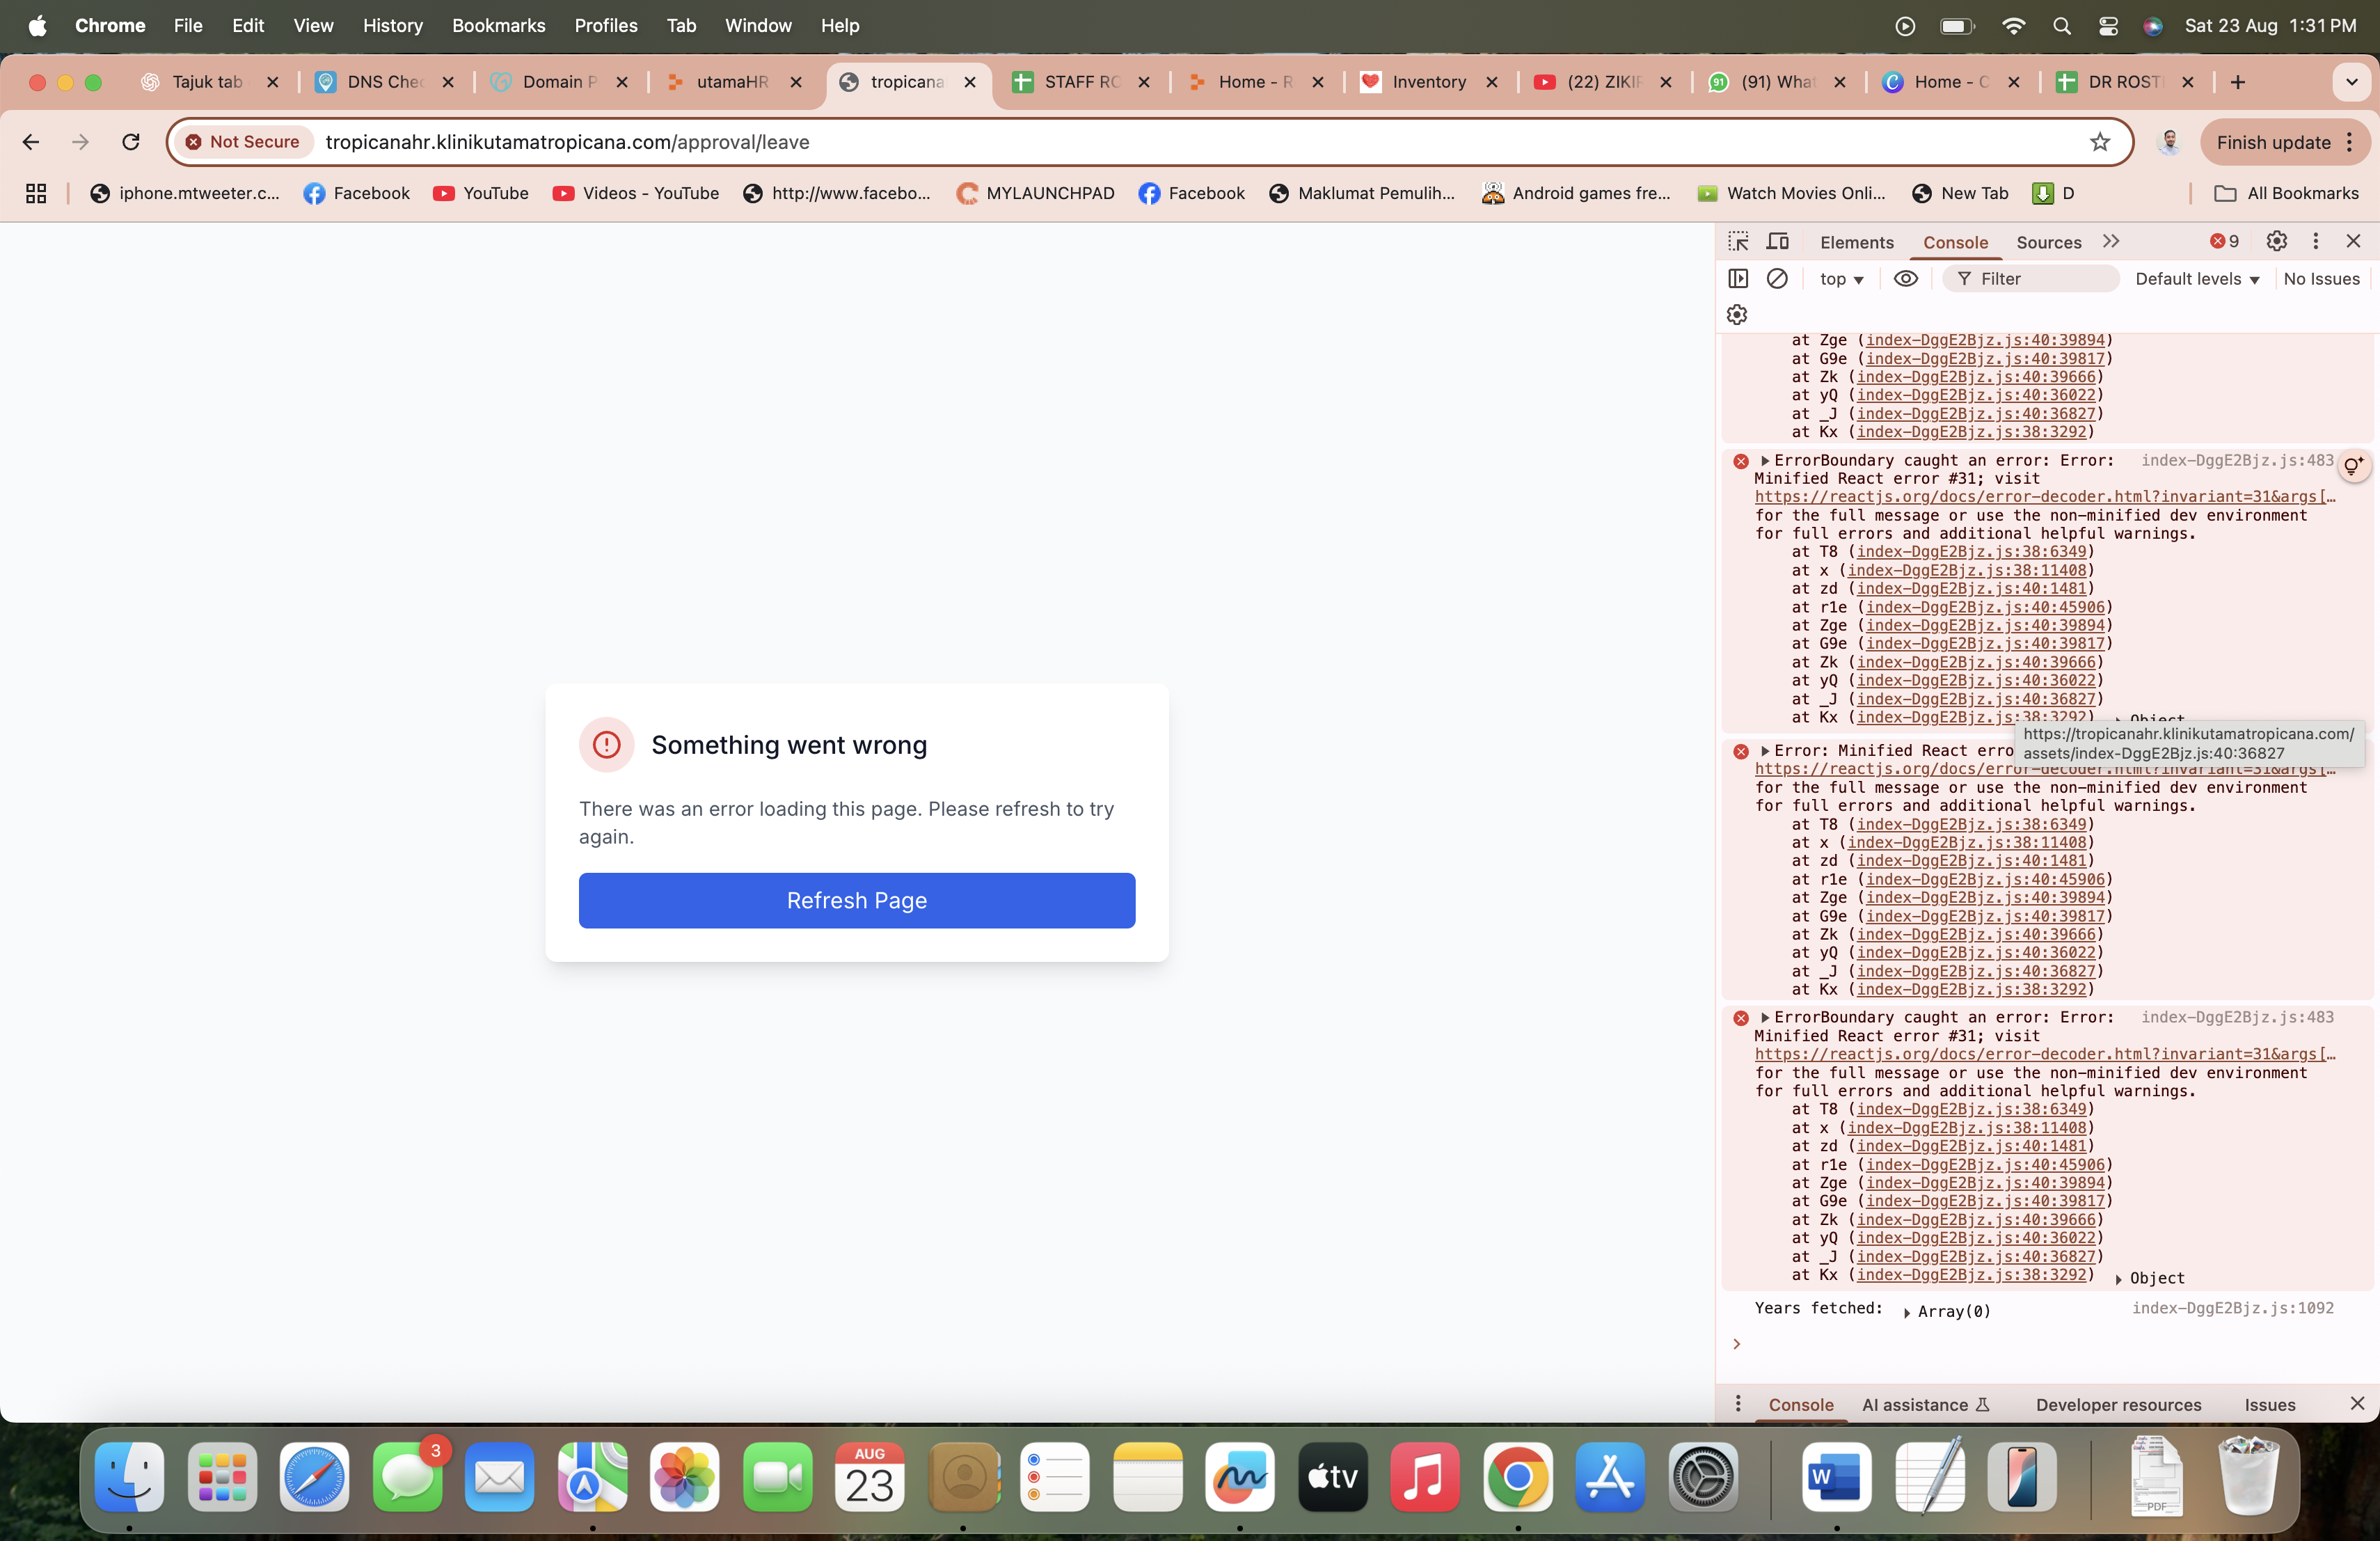 Chrome File Edit View History Bookmarks Profiles Tab Window Help Sat 23 Aug 1:31 PM
Tajuk tab DNS Chec Domain P utamaHR tropicana STAFF RO Home - R Inventory (22) ZIKIR (91) What Home - C DR ROST
Not Secure tropicanahr.klinikutamatropicana.com/approval/leave Finish update
iphone.mtweeter.c... Facebook YouTube Videos - YouTube http://www.facebo... MYLAUNCHPAD Facebook Maklumat Pemulih... Android games fre... Watch Movies Onli... New Tab D All Bookmarks
Elements Console Sources 9
top Filter Default levels No Issues
at Zge (index-DggE2Bjz.js:40:39894)
at G9e (index-DggE2Bjz.js:40:39817)
at Zk (index-DggE2Bjz.js:40:39666)
at yQ (index-DggE2Bjz.js:40:36022)
at _J (index-DggE2Bjz.js:40:36827)
at Kx (index-DggE2Bjz.js:38:3292)
ErrorBoundary caught an error: Error: index-DggE2Bjz.js:483
Minified React error #31; visit
https://reactjs.org/docs/error-decoder.html?invariant=31&args[…
for the full message or use the non-minified dev environment
for full errors and additional helpful warnings.
at T8 (index-DggE2Bjz.js:38:6349)
at x (index-DggE2Bjz.js:38:11408)
at zd (index-DggE2Bjz.js:40:1481)
at r1e (index-DggE2Bjz.js:40:45906)
at Zge (index-DggE2Bjz.js:40:39894)
at G9e (index-DggE2Bjz.js:40:39817)
at Zk (index-DggE2Bjz.js:40:39666)
at yQ (index-DggE2Bjz.js:40:36022)
at _J (index-DggE2Bjz.js:40:36827)
at Kx (index-DggE2Bjz.js:38:3292) Object
https://tropicanahr.klinikutamatropicana.com/
assets/index-DggE2Bjz.js:40:36827
Error: Minified React erro
https://reactjs.org/docs/error-decoder.html?invariant=31&args[…
for the full message or use the non-minified dev environment
for full errors and additional helpful warnings.
at T8 (index-DggE2Bjz.js:38:6349)
at x (index-DggE2Bjz.js:38:11408)
at zd (index-DggE2Bjz.js:40:1481)
at r1e (index-DggE2Bjz.js:40:45906)
at Zge (index-DggE2Bjz.js:40:39894)
at G9e (index-DggE2Bjz.js:40:39817)
at Zk (index-DggE2Bjz.js:40:39666)
at yQ (index-DggE2Bjz.js:40:36022)
at _J (index-DggE2Bjz.js:40:36827)
at Kx (index-DggE2Bjz.js:38:3292)
ErrorBoundary caught an error: Error: index-DggE2Bjz.js:483
Minified React error #31; visit
https://reactjs.org/docs/error-decoder.html?invariant=31&args[…
for the full message or use the non-minified dev environment
for full errors and additional helpful warnings.
at T8 (index-DggE2Bjz.js:38:6349)
at x (index-DggE2Bjz.js:38:11408)
at zd (index-DggE2Bjz.js:40:1481)
at r1e (index-DggE2Bjz.js:40:45906)
at Zge (index-DggE2Bjz.js:40:39894)
at G9e (index-DggE2Bjz.js:40:39817)
at Zk (index-DggE2Bjz.js:40:39666)
at yQ (index-DggE2Bjz.js:40:36022)
at _J (index-DggE2Bjz.js:40:36827)
at Kx (index-DggE2Bjz.js:38:3292) Object
Years fetched: Array(0) index-DggE2Bjz.js:1092
Console AI assistance Developer resources Issues
Something went wrong
There was an error loading this page. Please refresh to try
again.
Refresh Page
3
AUG
23
tv
W
PDF